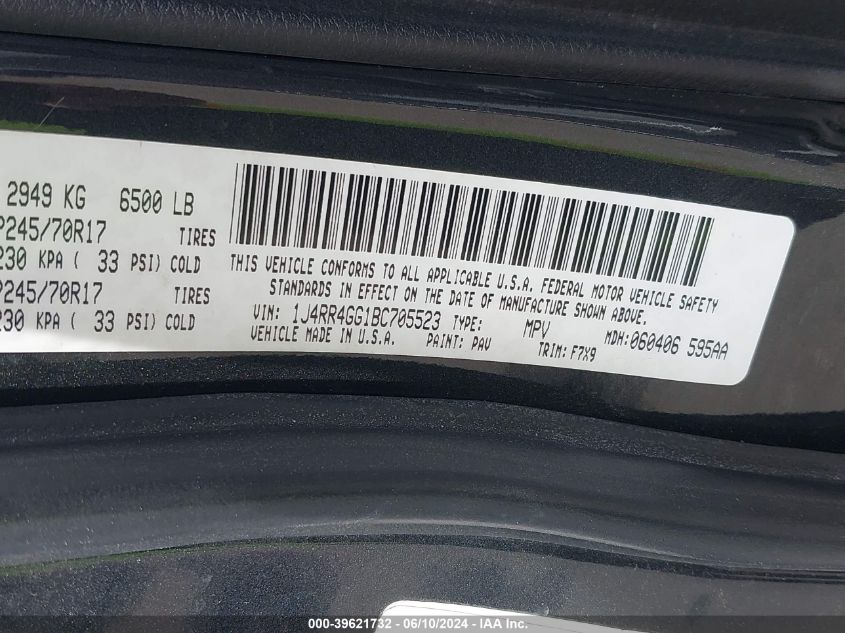 2949 KG 6500 LB
P245/70R17 TIRES
230 KPA ( 33 PSI) COLD
P245/70R17 TIRES
230 KPA ( 33 PSI) COLD
THIS VEHICLE CONFORMS TO ALL APPLICABLE U.S.A. FEDERAL MOTOR VEHICLE SAFETY
STANDARDS IN EFFECT ON THE DATE OF MANUFACTURE SHOWN ABOVE.
VIN: 1J4RR4GG1BC705523 TYPE: MPV MDH:060406 595AA
VEHICLE MADE IN U.S.A. PAINT: PAV TRIM: F7X9
000-39621732 - 06/10/2024 - IAA Inc.